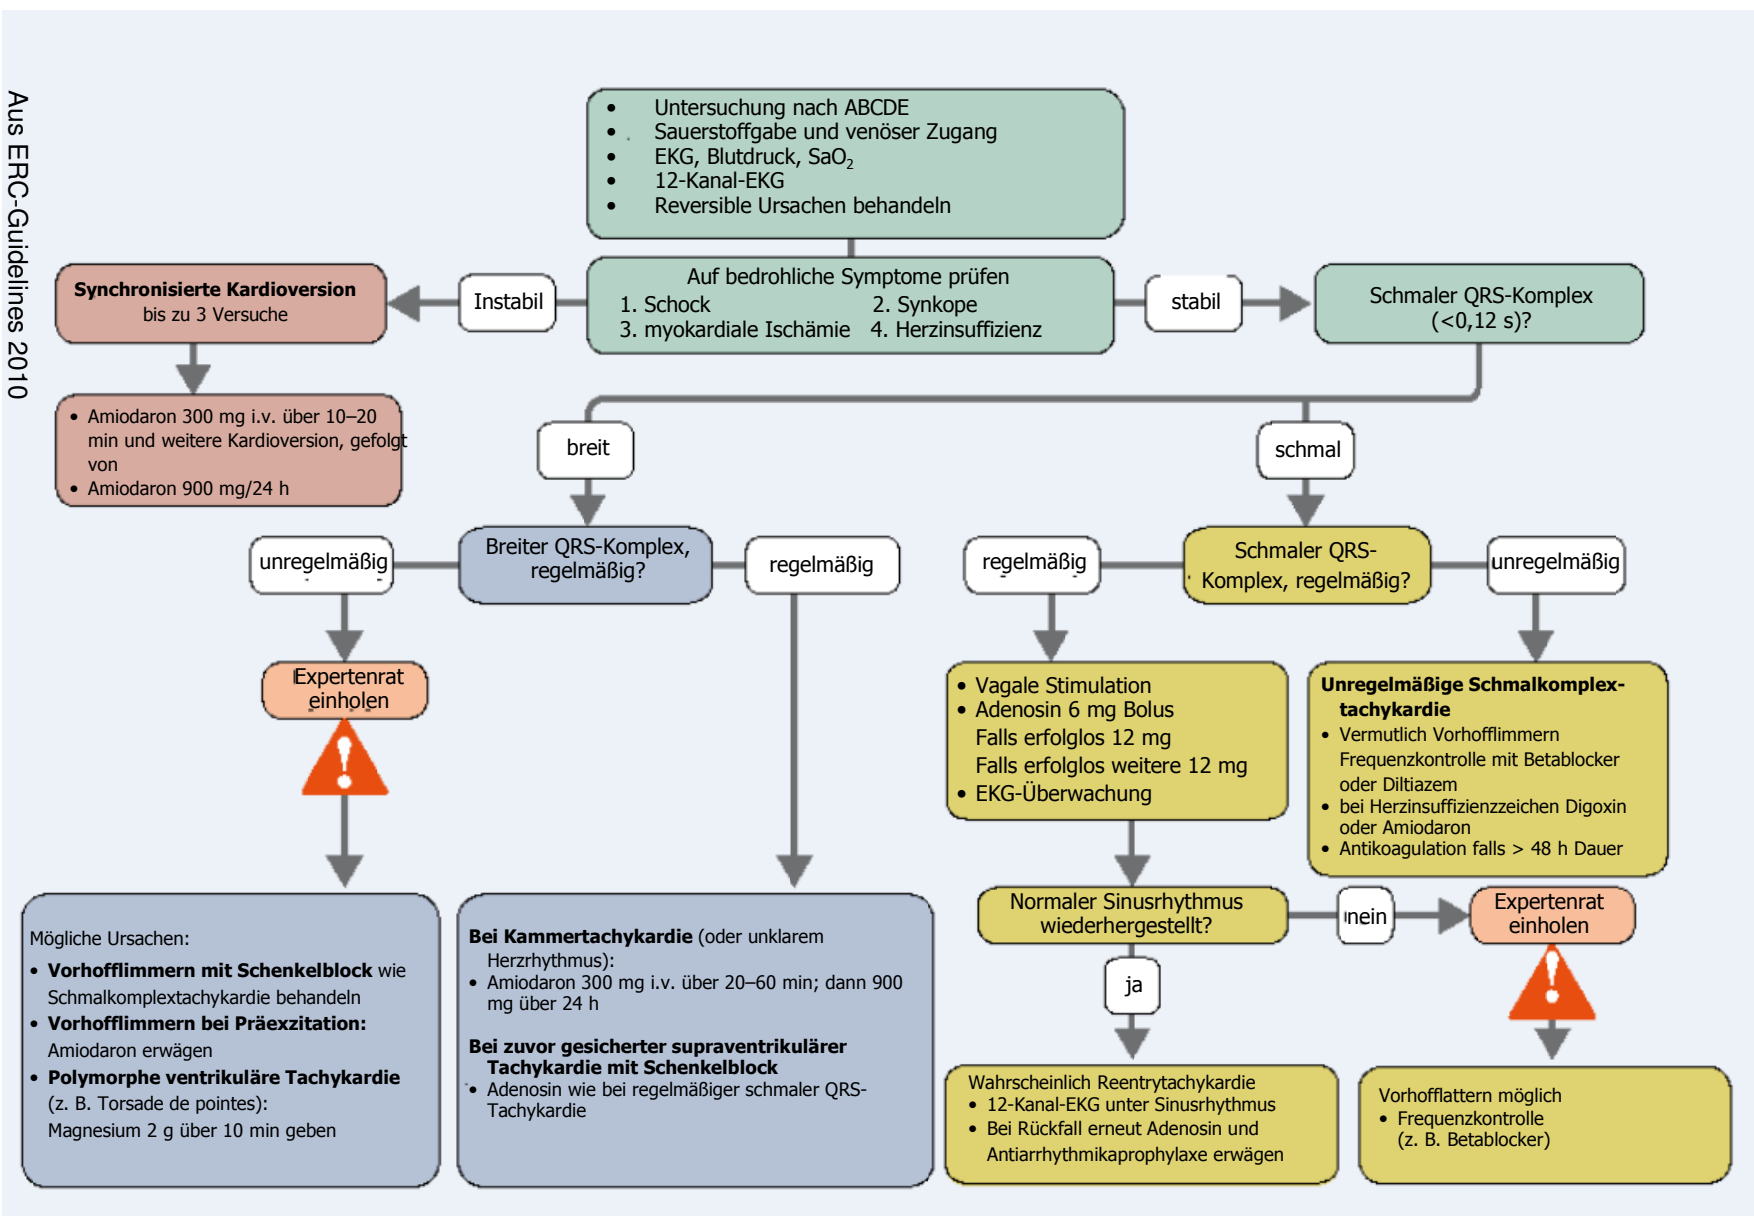 Aus ERC-Guidelines 2010
• Untersuchung nach ABCDE
• Sauerstoffgabe und venöser Zugang
• EKG, Blutdruck, SaO₂
• 12-Kanal-EKG
• Reversible Ursachen behandeln
Synchronisierte Kardioversion
bis zu 3 Versuche
Instabil
Auf bedrohliche Symptome prüfen
1. Schock 2. Synkope
3. myokardiale Ischämie 4. Herzinsuffizienz
stabil
Schmaler QRS-Komplex
(<0,12 s)?
• Amiodaron 300 mg i.v. über 10–20
min und weitere Kardioversion, gefolgt
von
• Amiodaron 900 mg/24 h
breit
schmal
unregelmäßig
Breiter QRS-Komplex,
regelmäßig?
regelmäßig
regelmäßig
Schmaler QRS-
Komplex, regelmäßig?
unregelmäßig
Expertenrat
einholen
!
• Vagale Stimulation
• Adenosin 6 mg Bolus
Falls erfolglos 12 mg
Falls erfolglos weitere 12 mg
• EKG-Überwachung
Unregelmäßige Schmalkomplex-
tachykardie
• Vermutlich Vorhofflimmern
Frequenzkontrolle mit Betablocker
oder Diltiazem
• bei Herzinsuffizienzzeichen Digoxin
oder Amiodaron
• Antikoagulation falls > 48 h Dauer
Mögliche Ursachen:
• Vorhofflimmern mit Schenkelblock wie
Schmalkomplextachykardie behandeln
• Vorhofflimmern bei Präexzitation:
Amiodaron erwägen
• Polymorphe ventrikuläre Tachykardie
(z. B. Torsade de pointes):
Magnesium 2 g über 10 min geben
Bei Kammertachykardie (oder unklarem
Herzrhythmus):
• Amiodaron 300 mg i.v. über 20–60 min; dann 900
mg über 24 h
Bei zuvor gesicherter supraventrikulärer
Tachykardie mit Schenkelblock
• Adenosin wie bei regelmäßiger schmaler QRS-
Tachykardie
Normaler Sinusrhythmus
wiederhergestellt?
nein
Expertenrat
einholen
!
ja
Wahrscheinlich Reentrytachykardie
• 12-Kanal-EKG unter Sinusrhythmus
• Bei Rückfall erneut Adenosin und
Antiarrhythmikaprophylaxe erwägen
Vorhofflattern möglich
• Frequenzkontrolle
(z. B. Betablocker)